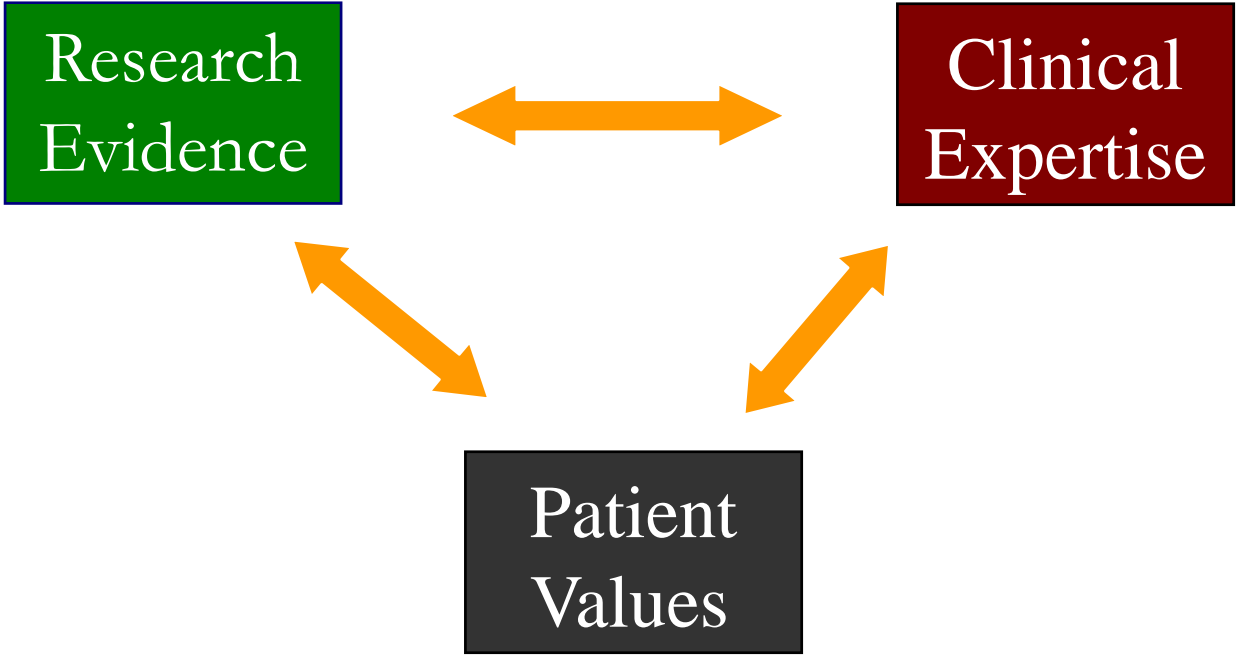 Research
Evidence
Clinical
Expertise
Patient
Values